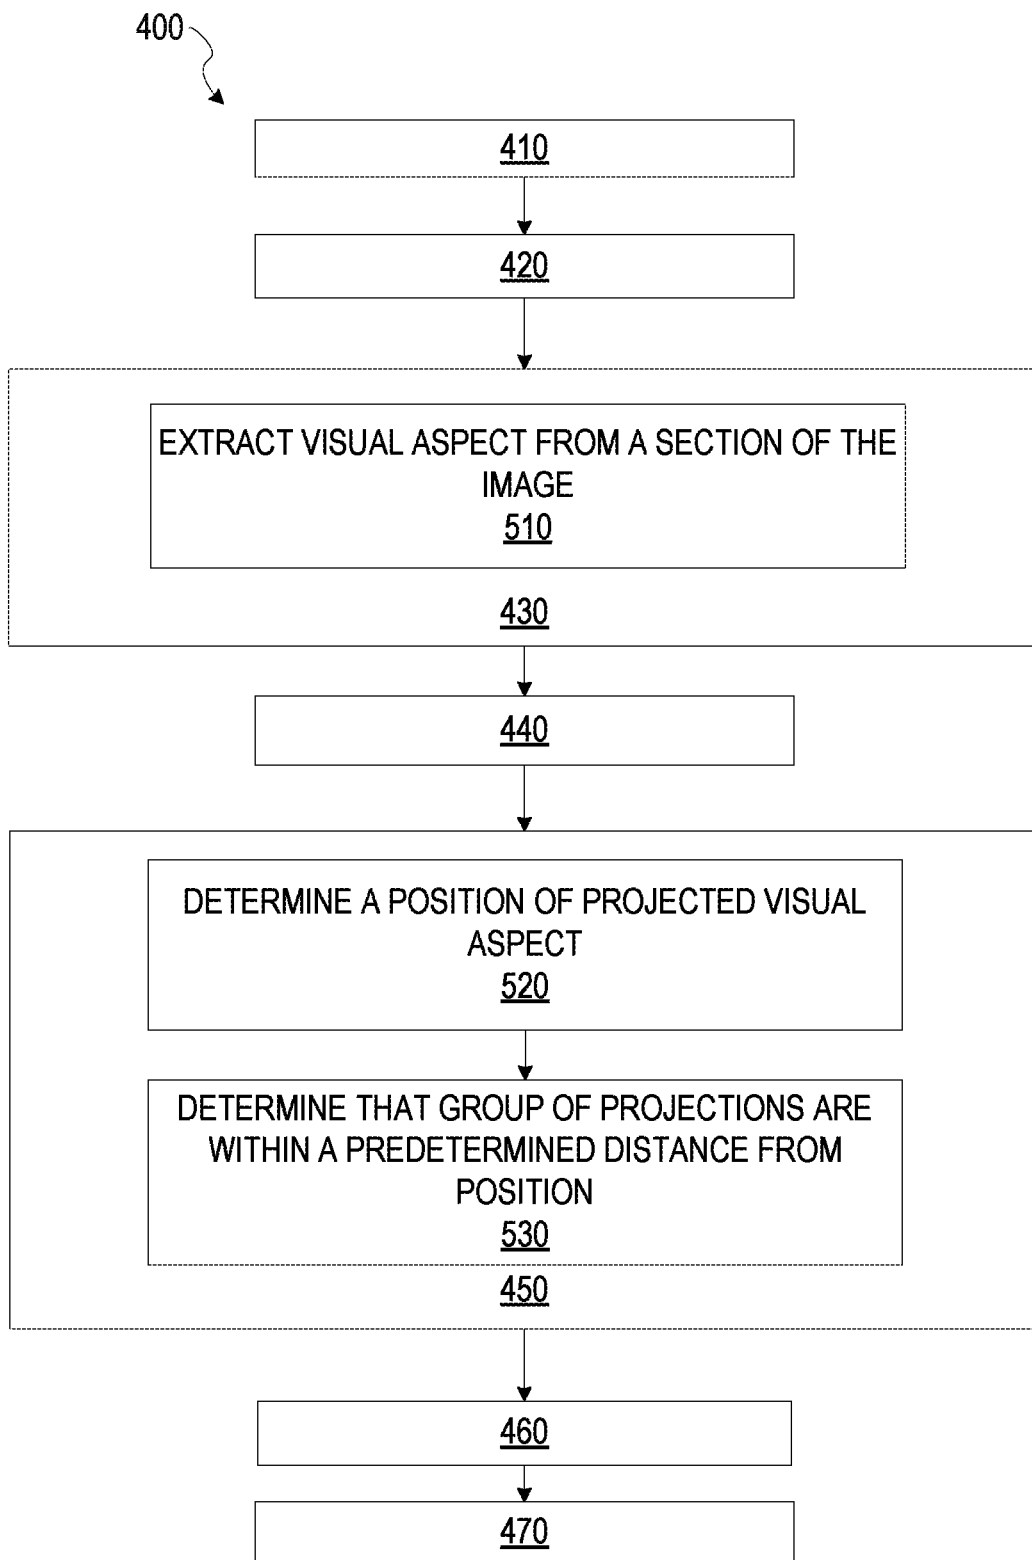 400
410
420
EXTRACT VISUAL ASPECT FROM A SECTION OF THE
IMAGE
510
430
440
DETERMINE A POSITION OF PROJECTED VISUAL
ASPECT
520
DETERMINE THAT GROUP OF PROJECTIONS ARE
WITHIN A PREDETERMINED DISTANCE FROM
POSITION
530
450
460
470